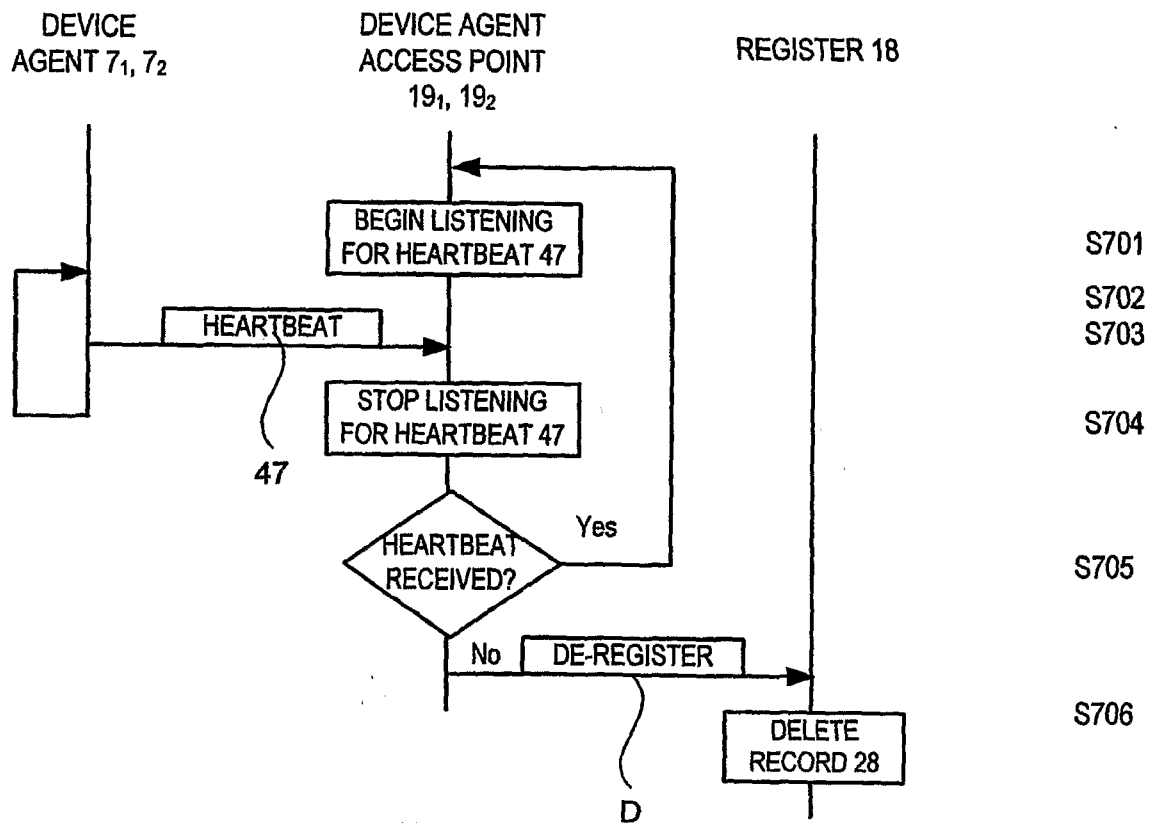 DEVICE
AGENT 7₁, 7₂
DEVICE AGENT
ACCESS POINT
19₁, 19₂
REGISTER 18
BEGIN LISTENING
FOR HEARTBEAT 47
S701
S702
HEARTBEAT
S703
STOP LISTENING
FOR HEARTBEAT 47
S704
47
Yes
HEARTBEAT
RECEIVED?
S705
No
DE-REGISTER
S706
DELETE
RECORD 28
D